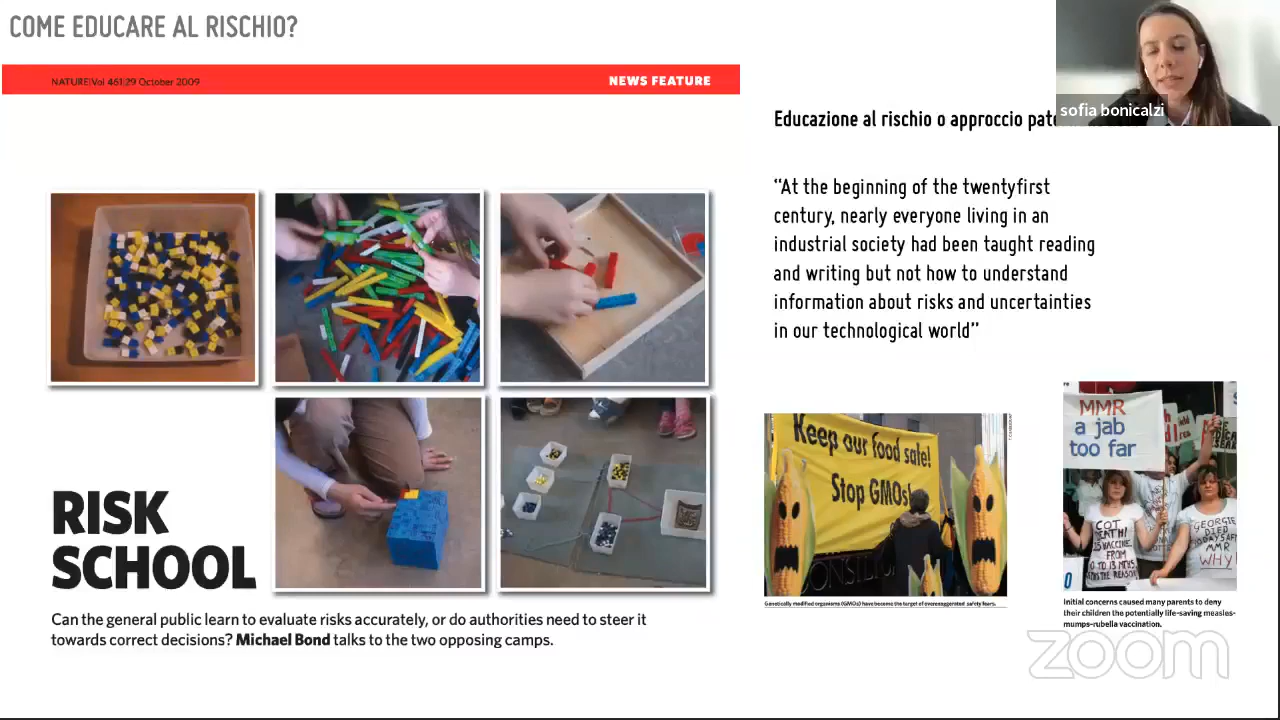 COME EDUCARE AL RISCHIO?
NATURE|Vol 461|29 October 2009
NEWS FEATURE
sofia bonicalzi
Educazione al rischio o approccio
“At the beginning of the twentyfirst
century, nearly everyone living in an
industrial society had been taught reading
and writing but not how to understand
information about risks and uncertainties
in our technological world”
RISK
SCHOOL
Can the general public learn to evaluate risks accurately, or do authorities need to steer it
towards correct decisions? Michael Bond talks to the two opposing camps.
Keep our food safe!
Stop GMOs!
Genetically modified organisms (GMOs) have become the target of overexaggerated safety fears.
MMR
a jab
too far
GEORGIE
DIED
MMR
WHY!
Initial concerns caused many parents to deny
their children the potentially life-saving measles-
mumps-rubella vaccination.
zoom